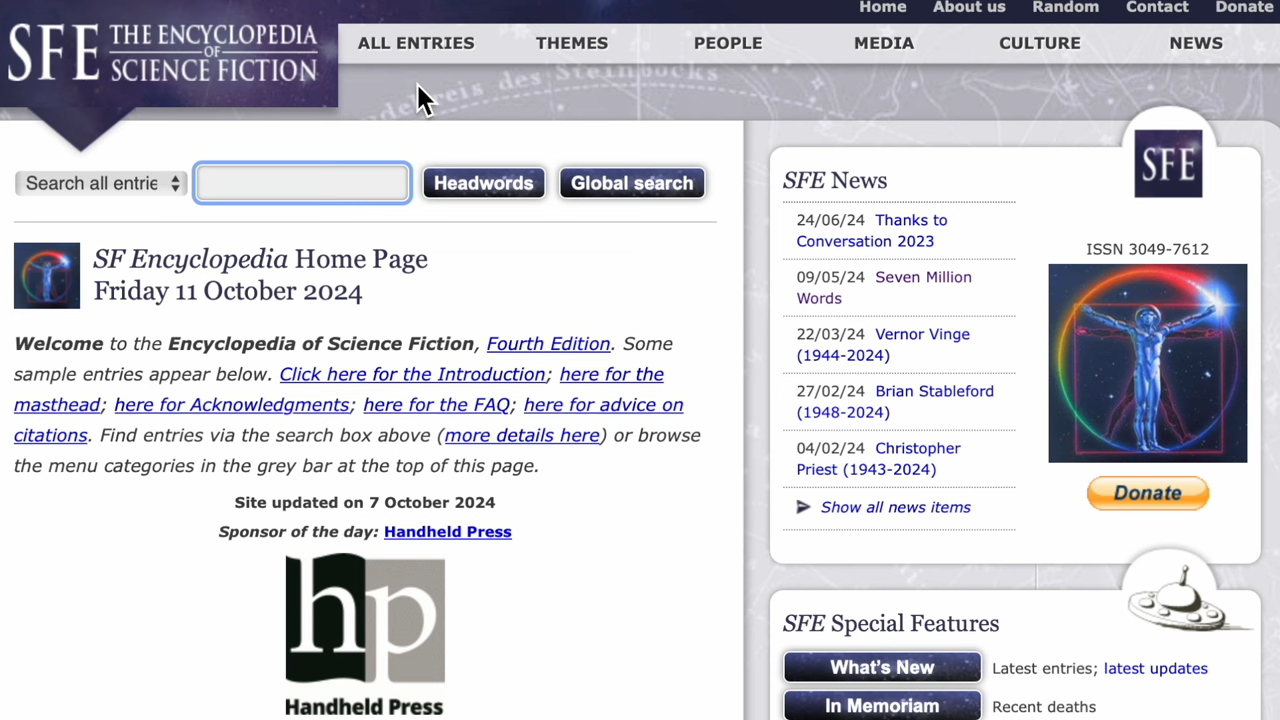 Home About us Random Contact Donate
SFE THE ENCYCLOPEDIA OF SCIENCE FICTION
ALL ENTRIES THEMES PEOPLE MEDIA CULTURE NEWS
des Steinbocks
Search all entrie
Headwords
Global search
SF Encyclopedia Home Page
Friday 11 October 2024
Welcome to the Encyclopedia of Science Fiction, Fourth Edition. Some
sample entries appear below. Click here for the Introduction; here for the
masthead; here for Acknowledgments; here for the FAQ; here for advice on
citations. Find entries via the search box above (more details here) or browse
the menu categories in the grey bar at the top of this page.
Site updated on 7 October 2024
Sponsor of the day: Handheld Press
hp
Handheld Press
SFE News
24/06/24 Thanks to
Conversation 2023
09/05/24 Seven Million
Words
22/03/24 Vernor Vinge
(1944-2024)
27/02/24 Brian Stableford
(1948-2024)
04/02/24 Christopher
Priest (1943-2024)
Show all news items
SFE
ISSN 3049-7612
Donate
SFE Special Features
What's New Latest entries; latest updates
In Memoriam Recent deaths